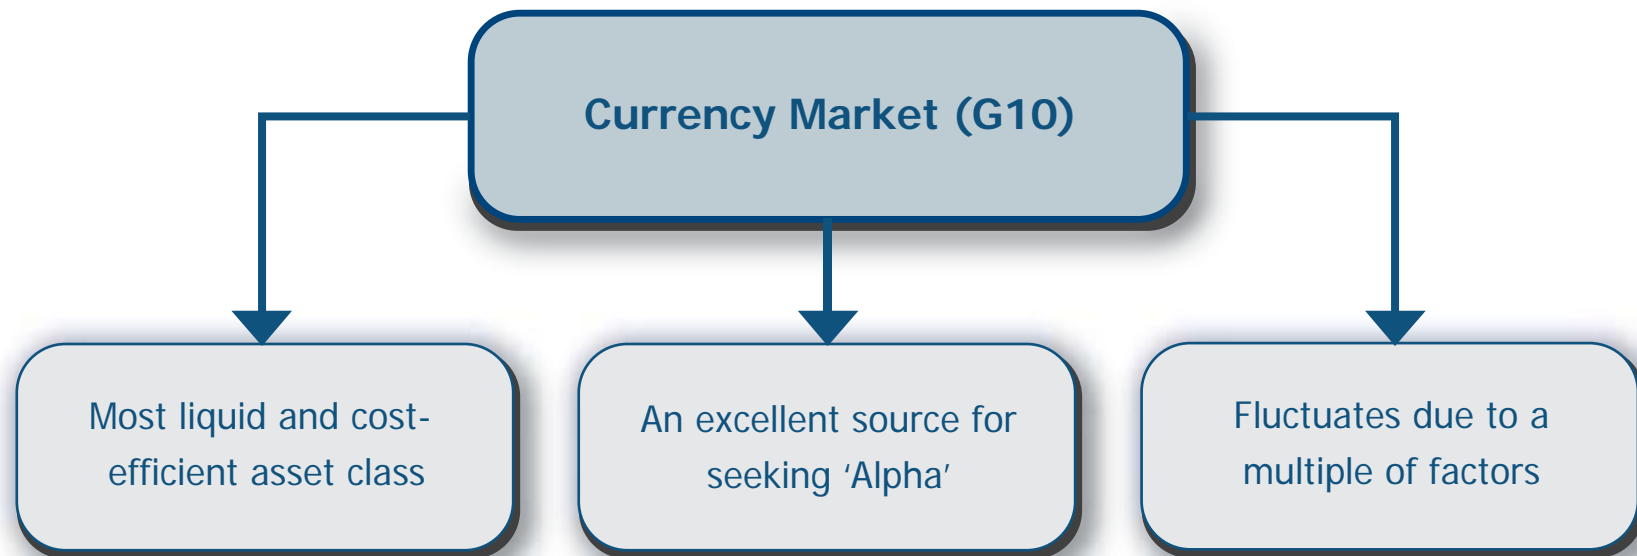 Currency Market (G10)
Most liquid and cost-
efficient asset class
An excellent source for
seeking ‘Alpha’
Fluctuates due to a
multiple of factors